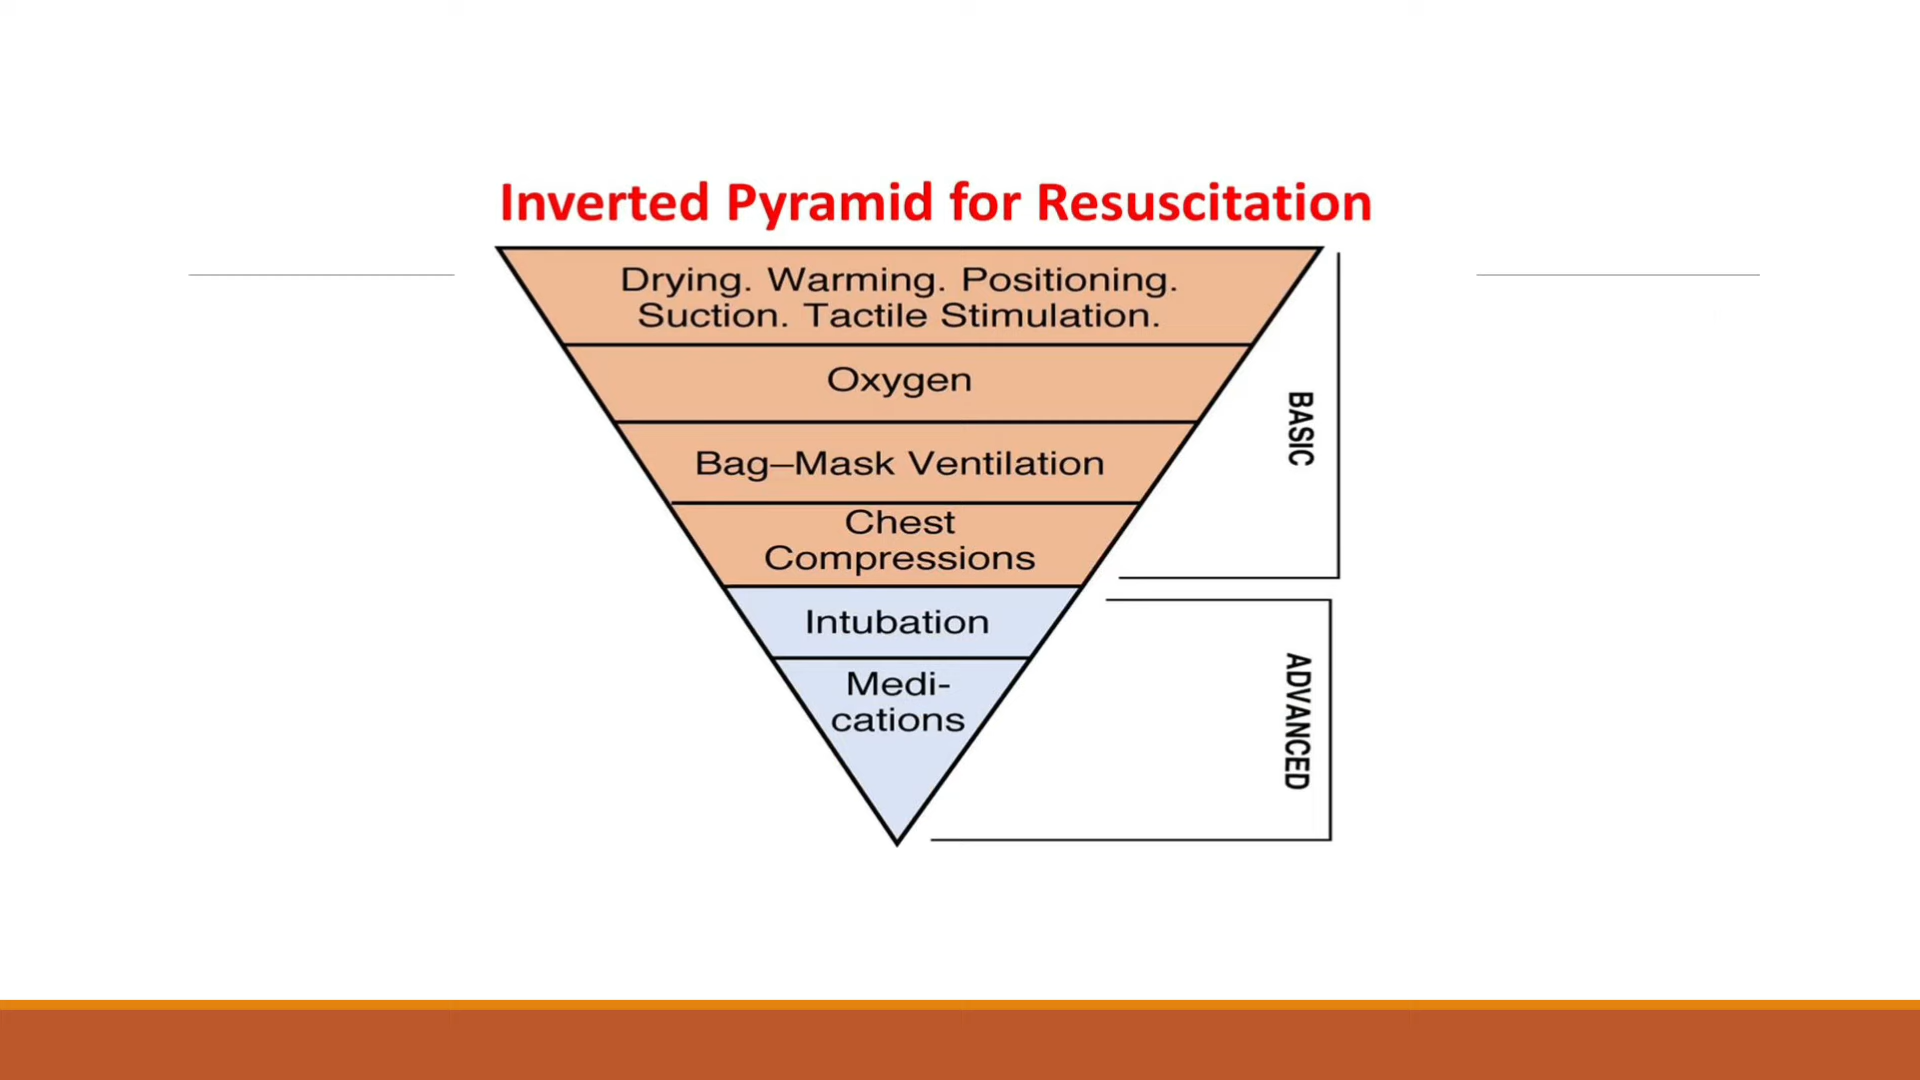 Inverted Pyramid for Resuscitation
Drying. Warming. Positioning.
Suction. Tactile Stimulation.
Oxygen
Bag–Mask Ventilation
Chest
Compressions
Intubation
Medi-
cations
BASIC
ADVANCED